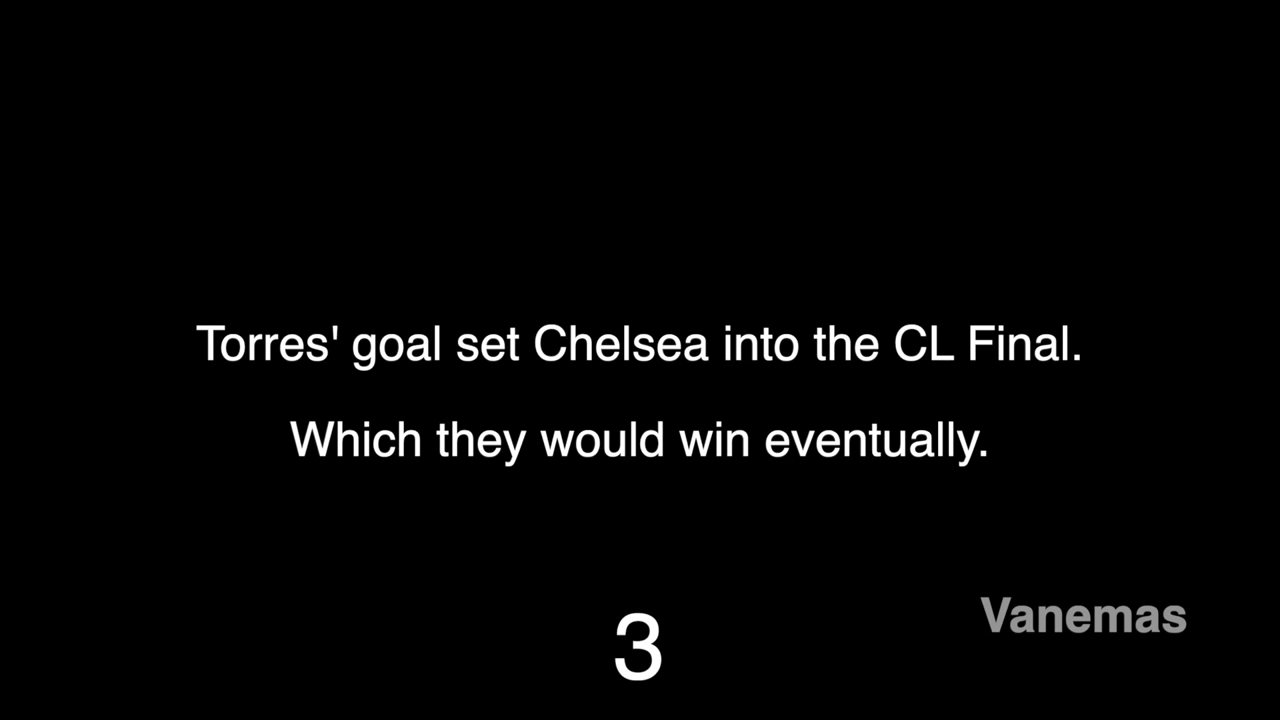 Torres' goal set Chelsea into the CL Final.
Which they would win eventually.
Vanemas
3